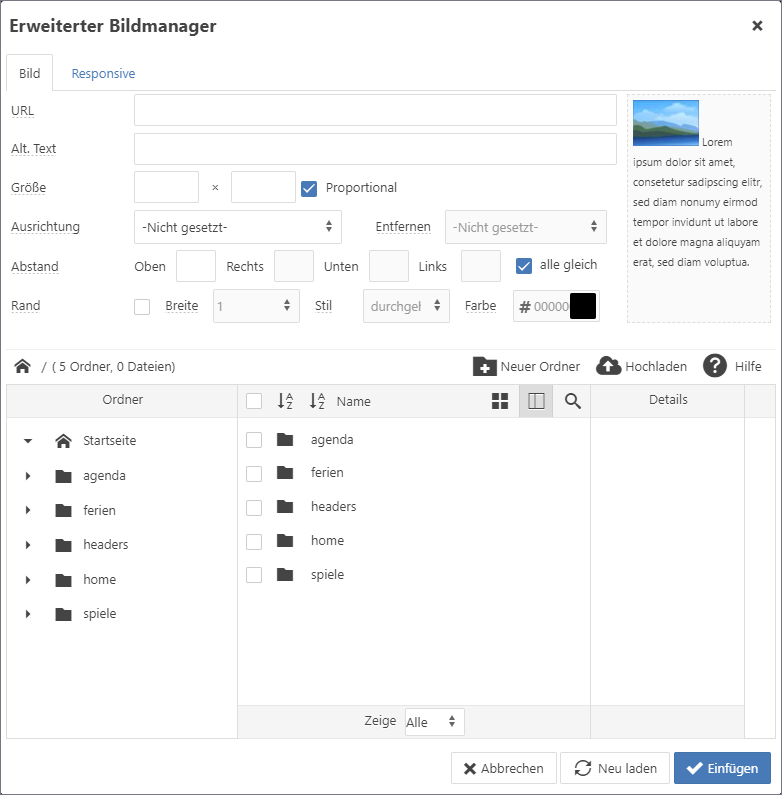 Erweiterter Bildmanager
Bild Responsive
URL
Alt. Text
Größe × Proportional
Ausrichtung -Nicht gesetzt- Entfernen -Nicht gesetzt-
Abstand Oben Rechts Unten Links alle gleich
Rand Breite 1 Stil durchgel Farbe # 00000
Lorem
ipsum dolor sit amet,
consetetur sadipscing elitr,
sed diam nonumy eirmod
tempor invidunt ut labore
et dolore magna aliquyam
erat, sed diam voluptua.
/ ( 5 Ordner, 0 Dateien) Neuer Ordner Hochladen ? Hilfe
Ordner A Z A Z Name Details
Startseite
agenda
ferien
headers
home
spiele
agenda
ferien
headers
home
spiele
Zeige Alle
Abbrechen Neu laden Einfügen